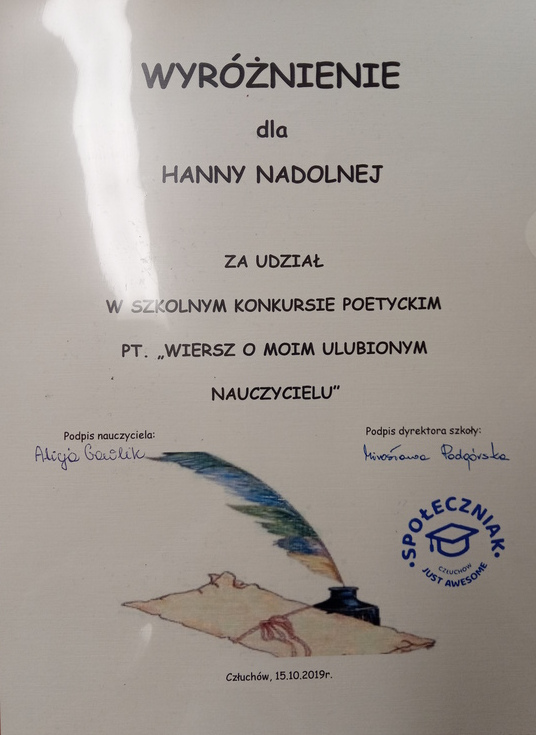 WYRÓŻNIENIE
dla
HANNY NADOLNEJ
ZA UDZIAŁ
W SZKOLNYM KONKURSIE POETYCKIM
PT. „WIERSZ O MOIM ULUBIONYM
NAUCZYCIELU”
Podpis nauczyciela:
Alicja Gawlik
Podpis dyrektora szkoły:
Mirosława Podgórska
SPOŁECZNIAK
CZŁUCHÓW
JUST AWESOME
Człuchów, 15.10.2019r.